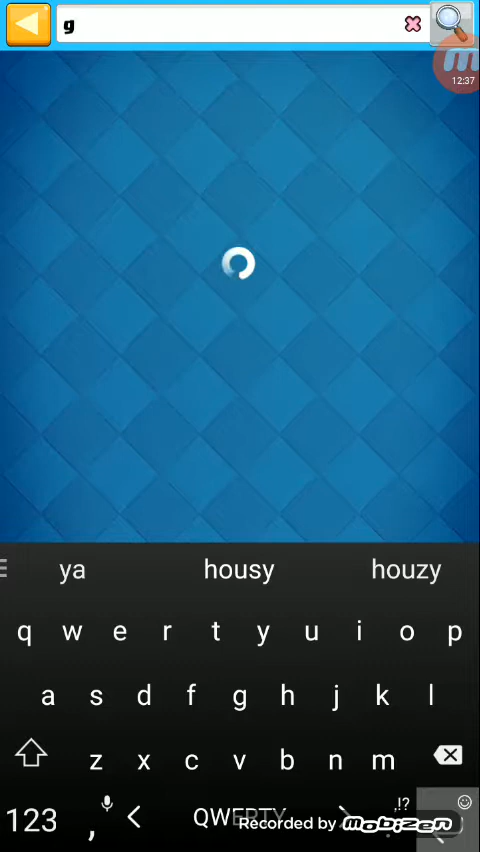 g
12:37
ya housy houzy
q w e r t y u i o p
a s d f g h j k l
z x c v b n m
,!?
123 , QWERTY
Recorded by mobizen